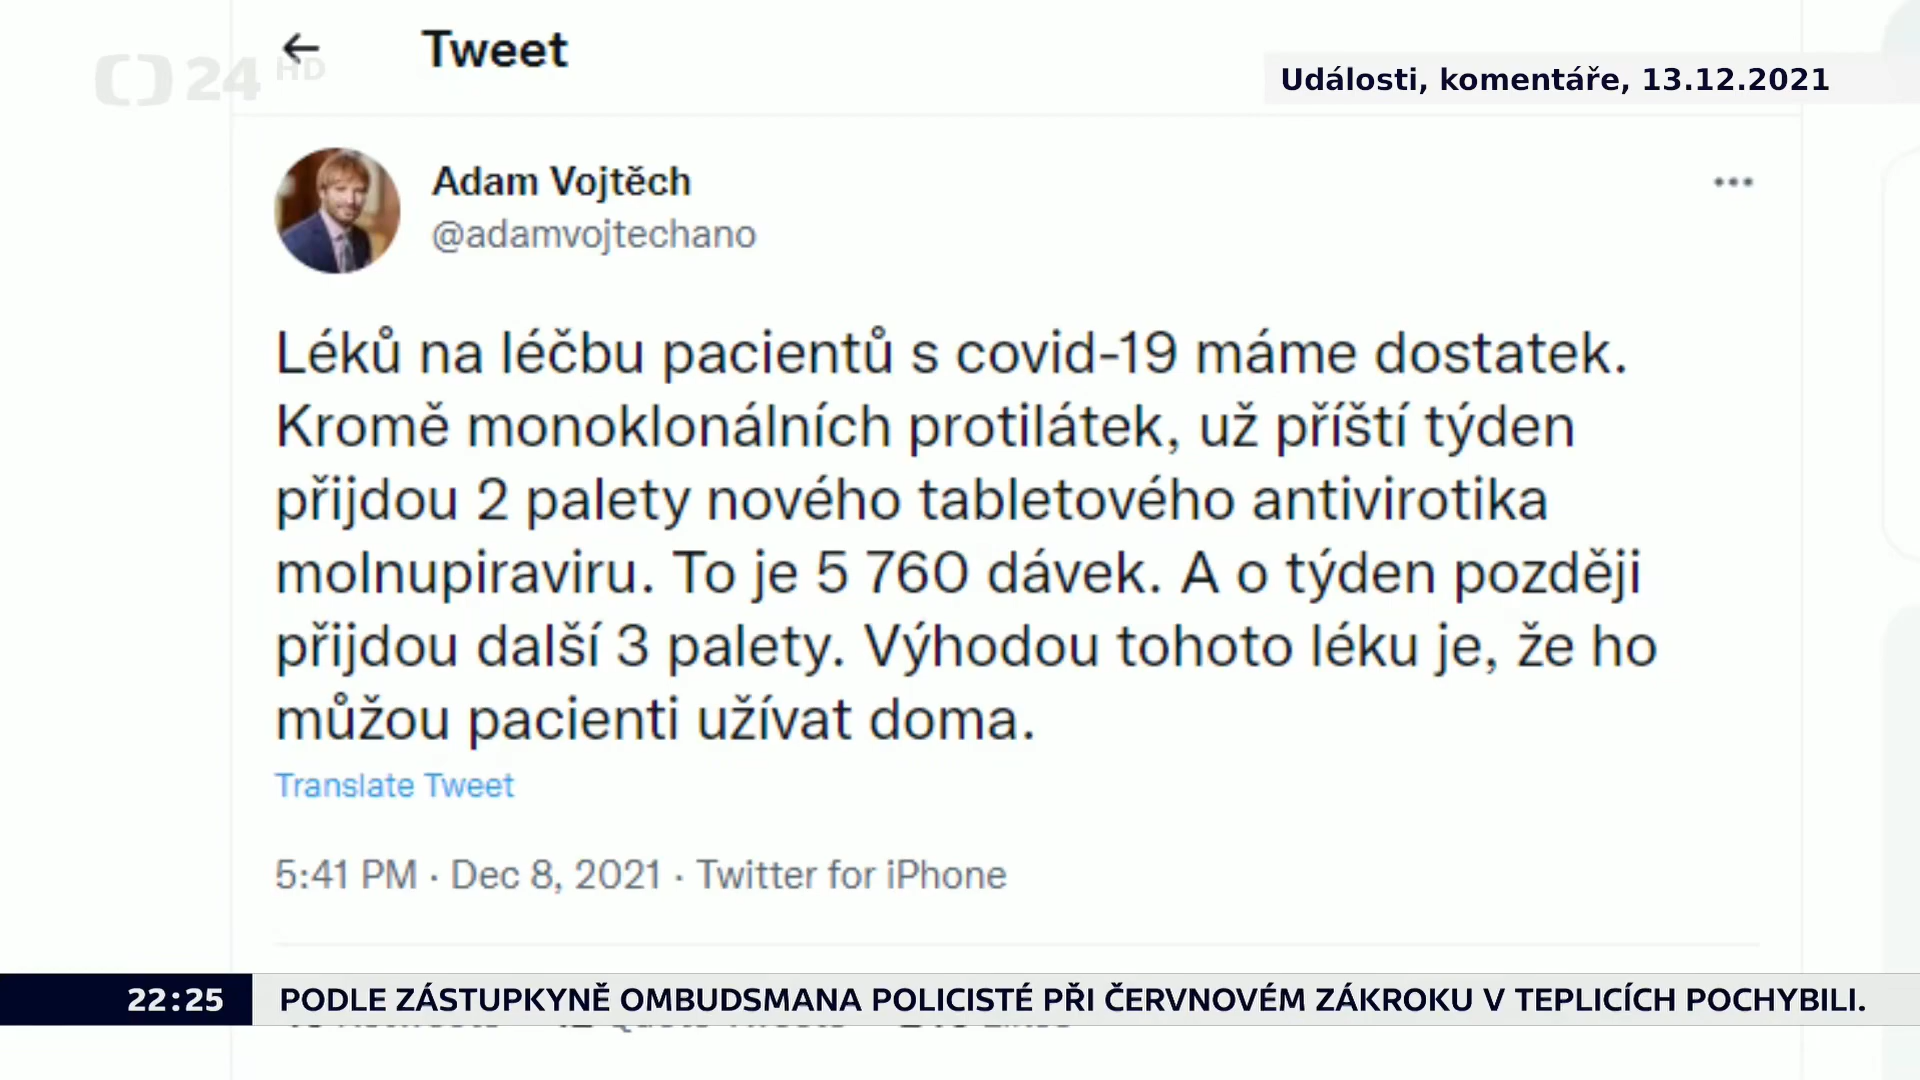 Tweet
24 HD
Události, komentáře, 13.12.2021
Adam Vojtěch
@adamvojtechano
Léků na léčbu pacientů s covid-19 máme dostatek.
Kromě monoklonálních protilátek, už příští týden
přijdou 2 palety nového tabletového antivirotika
molnupiraviru. To je 5 760 dávek. A o týden později
přijdou další 3 palety. Výhodou tohoto léku je, že ho
můžou pacienti užívat doma.
Translate Tweet
5:41 PM · Dec 8, 2021 · Twitter for iPhone
22:25 PODLE ZÁSTUPKYNĚ OMBUDSMANA POLICISTÉ PŘI ČERVNOVÉM ZÁKROKU V TEPLICÍCH POCHYBILI.